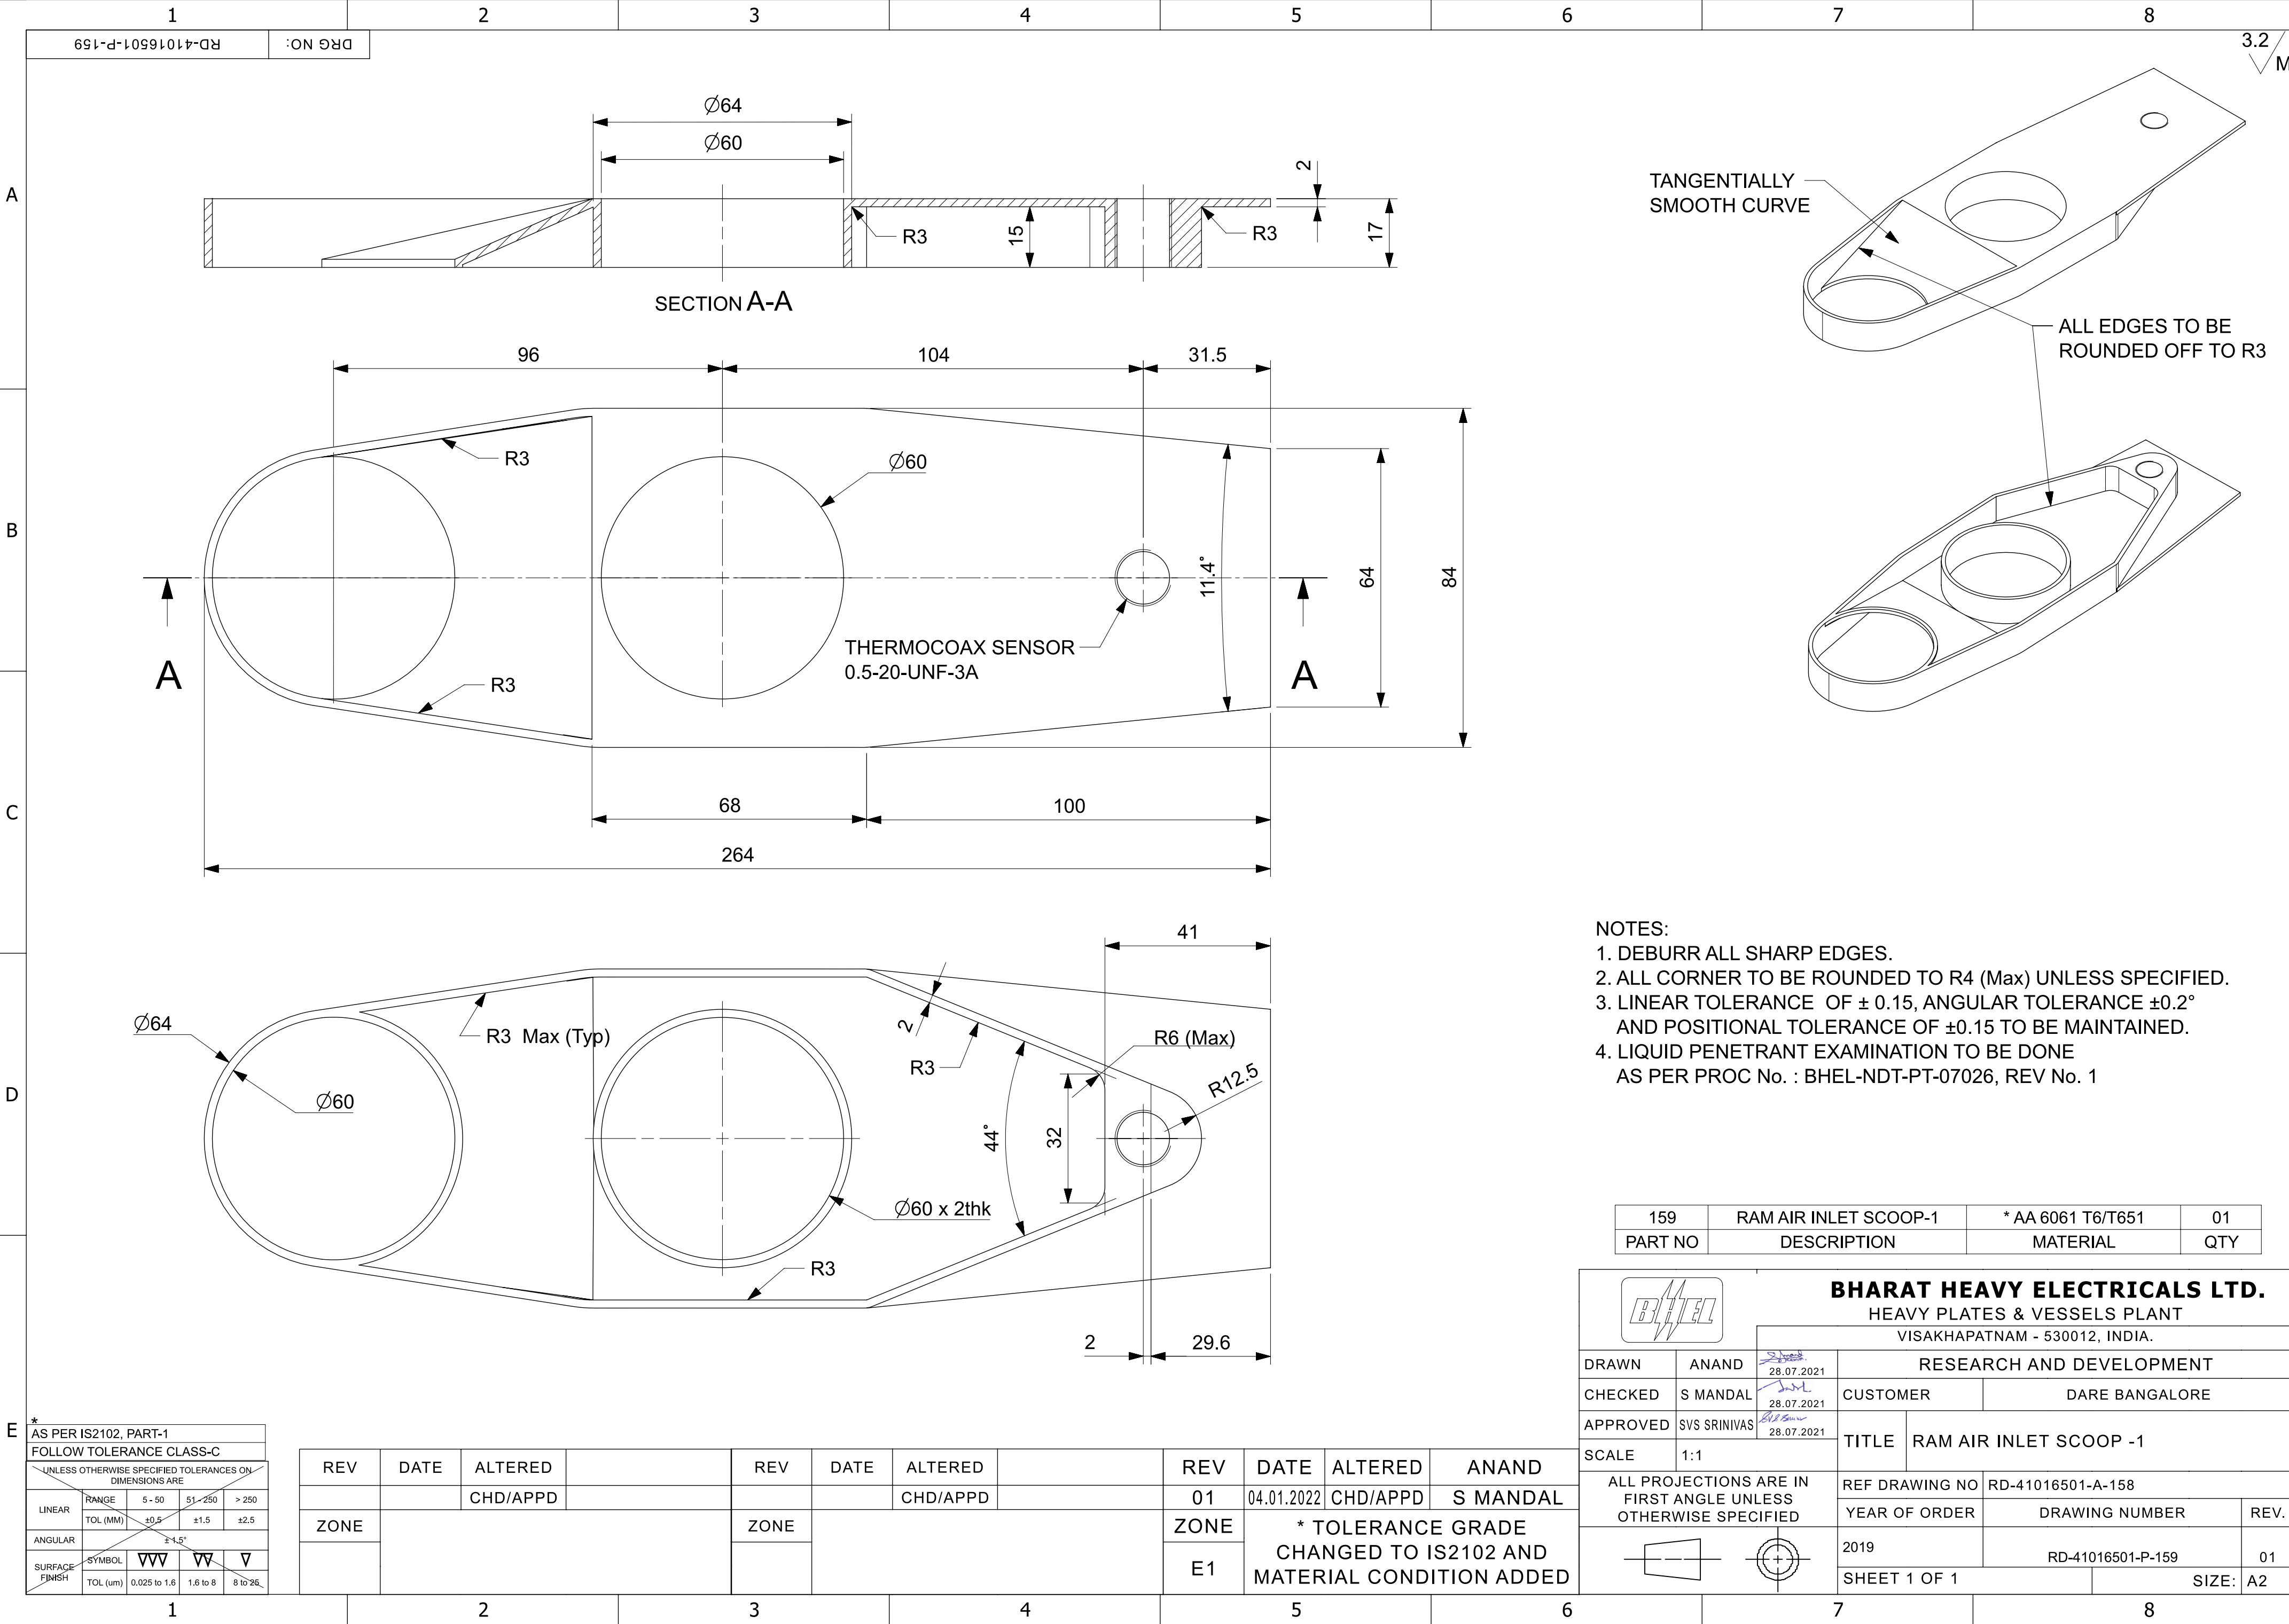 1 2 3 4 5 6 7 8
RD-41016501-P-159 DRG NO:
3.2
A
Ø64
Ø60
2
R3
15
R3
17
SECTION A-A
TANGENTIALLY
SMOOTH CURVE
ALL EDGES TO BE
ROUNDED OFF TO R3
96 104 31.5
B
R3
Ø60
11.4°
64
84
THERMOCOAX SENSOR
0.5-20-UNF-3A
A
R3
A
C
68 100
264
41
Ø64
R3 Max (Typ)
2
R6 (Max)
R3
R12.5
D
Ø60
44°
32
Ø60 x 2thk
R3
2 29.6
NOTES:
1. DEBURR ALL SHARP EDGES.
2. ALL CORNER TO BE ROUNDED TO R4 (Max) UNLESS SPECIFIED.
3. LINEAR TOLERANCE OF ± 0.15, ANGULAR TOLERANCE ±0.2°
AND POSITIONAL TOLERANCE OF ±0.15 TO BE MAINTAINED.
4. LIQUID PENETRANT EXAMINATION TO BE DONE
AS PER PROC No. : BHEL-NDT-PT-07026, REV No. 1
159 RAM AIR INLET SCOOP-1 * AA 6061 T6/T651 01
PART NO DESCRIPTION MATERIAL QTY
BHEL
BHARAT HEAVY ELECTRICALS LTD.
HEAVY PLATES & VESSELS PLANT
VISAKHAPATNAM - 530012, INDIA.
DRAWN ANAND 28.07.2021 RESEARCH AND DEVELOPMENT
CHECKED S MANDAL 28.07.2021 CUSTOMER DARE BANGALORE
APPROVED SVS SRINIVAS 28.07.2021
TITLE RAM AIR INLET SCOOP -1
SCALE 1:1
ALL PROJECTIONS ARE IN
FIRST ANGLE UNLESS
OTHERWISE SPECIFIED
REF DRAWING NO RD-41016501-A-158
YEAR OF ORDER DRAWING NUMBER REV.
2019 RD-41016501-P-159 01
SHEET 1 OF 1 SIZE: A2
E
*
AS PER IS2102, PART-1
FOLLOW TOLERANCE CLASS-C
UNLESS OTHERWISE SPECIFIED TOLERANCES ON
DIMENSIONS ARE
LINEAR RANGE 5 - 50 51 - 250 > 250
TOL (MM) ±0.5 ±1.5 ±2.5
ANGULAR ± 1.5°
SURFACE
FINISH
SYMBOL
TOL (um) 0.025 to 1.6 1.6 to 8 8 to 25
REV DATE ALTERED
CHD/APPD
ZONE
REV DATE ALTERED
CHD/APPD
ZONE
REV DATE ALTERED ANAND
01 04.01.2022 CHD/APPD S MANDAL
ZONE
E1
* TOLERANCE GRADE
CHANGED TO IS2102 AND
MATERIAL CONDITION ADDED
1 2 3 4 5 6 7 8